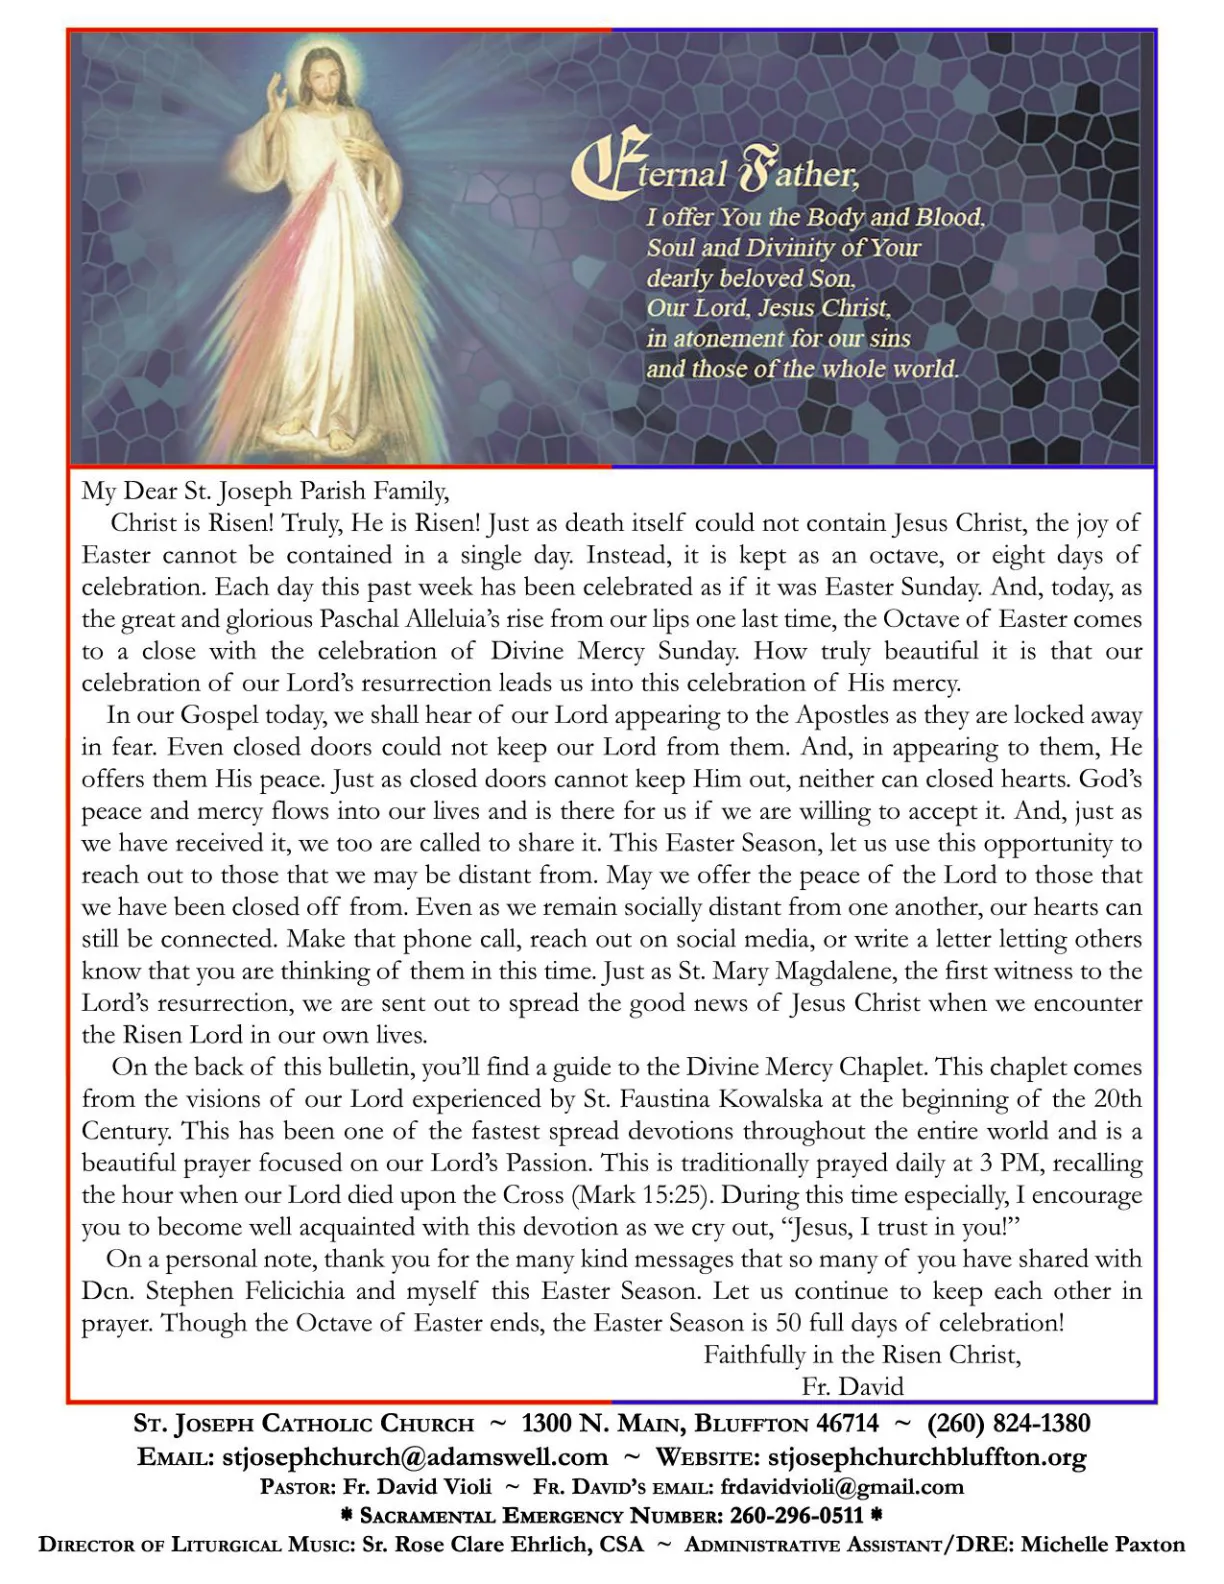 Eternal Father,
I offer You the Body and Blood,
Soul and Divinity of Your
dearly beloved Son,
Our Lord, Jesus Christ,
in atonement for our sins
and those of the whole world.
My Dear St. Joseph Parish Family,
Christ is Risen! Truly, He is Risen! Just as death itself could not contain Jesus Christ, the joy of
Easter cannot be contained in a single day. Instead, it is kept as an octave, or eight days of
celebration. Each day this past week has been celebrated as if it was Easter Sunday. And, today, as
the great and glorious Paschal Alleluia's rise from our lips one last time, the Octave of Easter comes
to a close with the celebration of Divine Mercy Sunday. How truly beautiful it is that our
celebration of our Lord's resurrection leads us into this celebration of His mercy.
In our Gospel today, we shall hear of our Lord appearing to the Apostles as they are locked away
in fear. Even closed doors could not keep our Lord from them. And, in appearing to them, He
offers them His peace. Just as closed doors cannot keep Him out, neither can closed hearts. God's
peace and mercy flows into our lives and is there for us if we are willing to accept it. And, just as
we have received it, we too are called to share it. This Easter Season, let us use this opportunity to
reach out to those that we may be distant from. May we offer the peace of the Lord to those that
we have been closed off from. Even as we remain socially distant from one another, our hearts can
still be connected. Make that phone call, reach out on social media, or write a letter letting others
know that you are thinking of them in this time. Just as St. Mary Magdalene, the first witness to the
Lord's resurrection, we are sent out to spread the good news of Jesus Christ when we encounter
the Risen Lord in our own lives.
On the back of this bulletin, you'll find a guide to the Divine Mercy Chaplet. This chaplet comes
from the visions of our Lord experienced by St. Faustina Kowalska at the beginning of the 20th
Century. This has been one of the fastest spread devotions throughout the entire world and is a
beautiful prayer focused on our Lord's Passion. This is traditionally prayed daily at 3 PM, recalling
the hour when our Lord died upon the Cross (Mark 15:25). During this time especially, I encourage
you to become well acquainted with this devotion as we cry out, “Jesus, I trust in you!”
On a personal note, thank you for the many kind messages that so many of you have shared with
Dcn. Stephen Felicichia and myself this Easter Season. Let us continue to keep each other in
prayer. Though the Octave of Easter ends, the Easter Season is 50 full days of celebration!
Faithfully in the Risen Christ,
Fr. David
St. Joseph Catholic Church ~ 1300 N. Main, Bluffton 46714 ~ (260) 824-1380
Email: stjosephchurch@adamswell.com ~ Website: stjosephchurchbluffton.org
Pastor: Fr. David Violi ~ Fr. David's email: frdavidvioli@gmail.com
* Sacramental Emergency Number: 260-296-0511 *
Director of Liturgical Music: Sr. Rose Clare Ehrlich, CSA ~ Administrative Assistant/DRE: Michelle Paxton